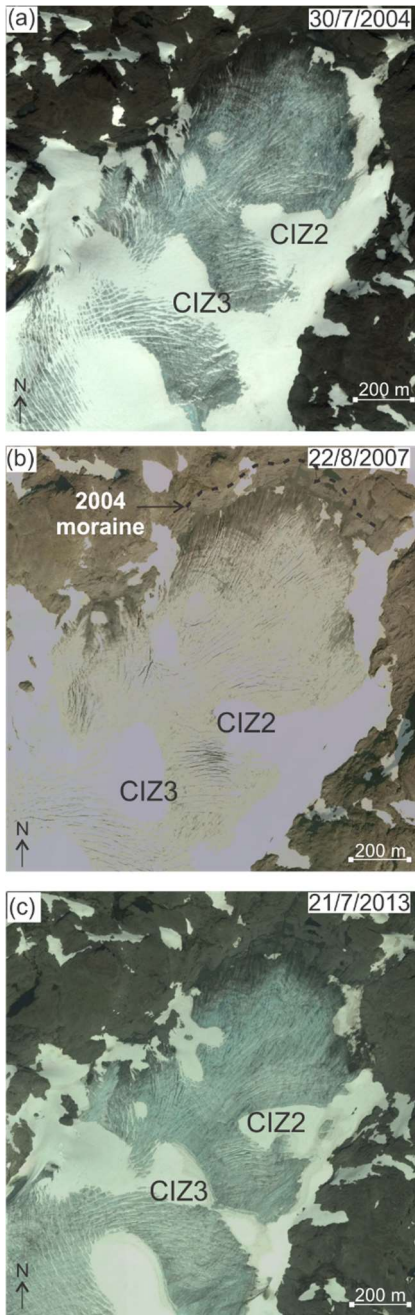 (a)
30/7/2004
CIZ2
CIZ3
N
200 m
(b)
22/8/2007
2004
moraine
CIZ2
CIZ3
N
200 m
(c)
21/7/2013
CIZ2
CIZ3
N
200 m